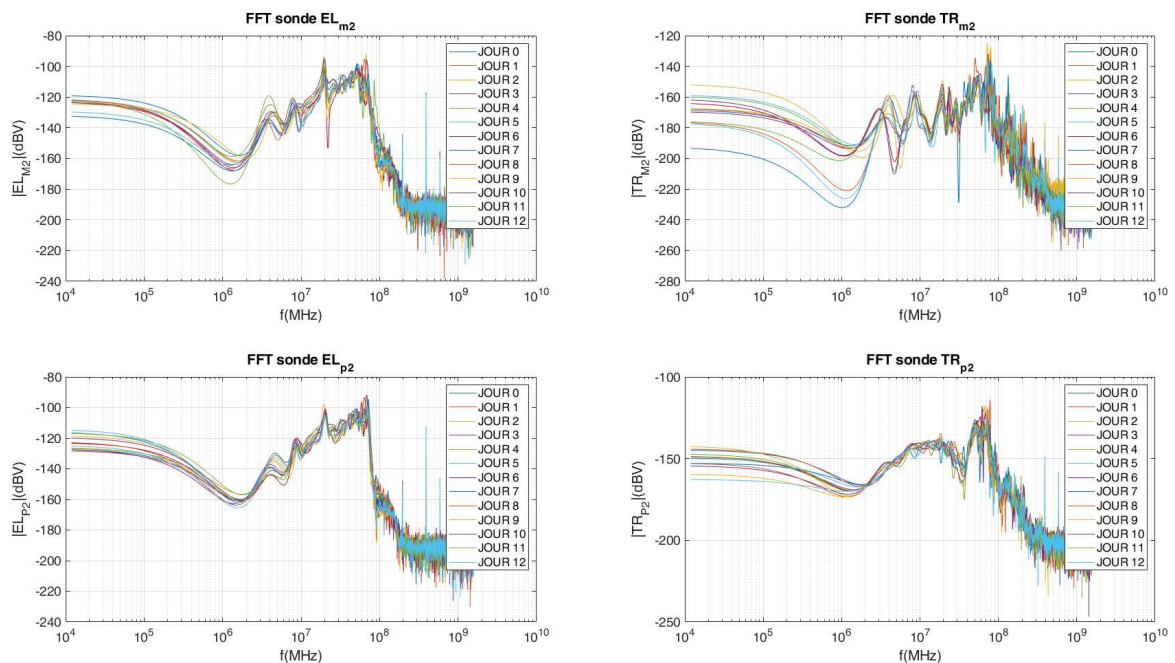 FFT sonde EL_m2
|EL_M2|(dBV)
-80
-100
-120
-140
-160
-180
-200
-220
-240
10^4
10^5
10^6
10^7
10^8
10^9
10^10
f(MHz)
JOUR 0
JOUR 1
JOUR 2
JOUR 3
JOUR 4
JOUR 5
JOUR 6
JOUR 7
JOUR 8
JOUR 9
JOUR 10
JOUR 11
JOUR 12
FFT sonde TR_m2
|TR_M2|(dBV)
-120
-140
-160
-180
-200
-220
-240
-260
-280
10^4
10^5
10^6
10^7
10^8
10^9
10^10
f(MHz)
JOUR 0
JOUR 1
JOUR 2
JOUR 3
JOUR 4
JOUR 5
JOUR 6
JOUR 7
JOUR 8
JOUR 9
JOUR 10
JOUR 11
JOUR 12
FFT sonde EL_p2
|EL_P2|(dBV)
-80
-100
-120
-140
-160
-180
-200
-220
-240
10^4
10^5
10^6
10^7
10^8
10^9
10^10
f(MHz)
JOUR 0
JOUR 1
JOUR 2
JOUR 3
JOUR 4
JOUR 5
JOUR 6
JOUR 7
JOUR 8
JOUR 9
JOUR 10
JOUR 11
JOUR 12
FFT sonde TR_p2
|TR_P2|(dBV)
-100
-150
-200
-250
10^4
10^5
10^6
10^7
10^8
10^9
10^10
f(MHz)
JOUR 0
JOUR 1
JOUR 2
JOUR 3
JOUR 4
JOUR 5
JOUR 6
JOUR 7
JOUR 8
JOUR 9
JOUR 10
JOUR 11
JOUR 12